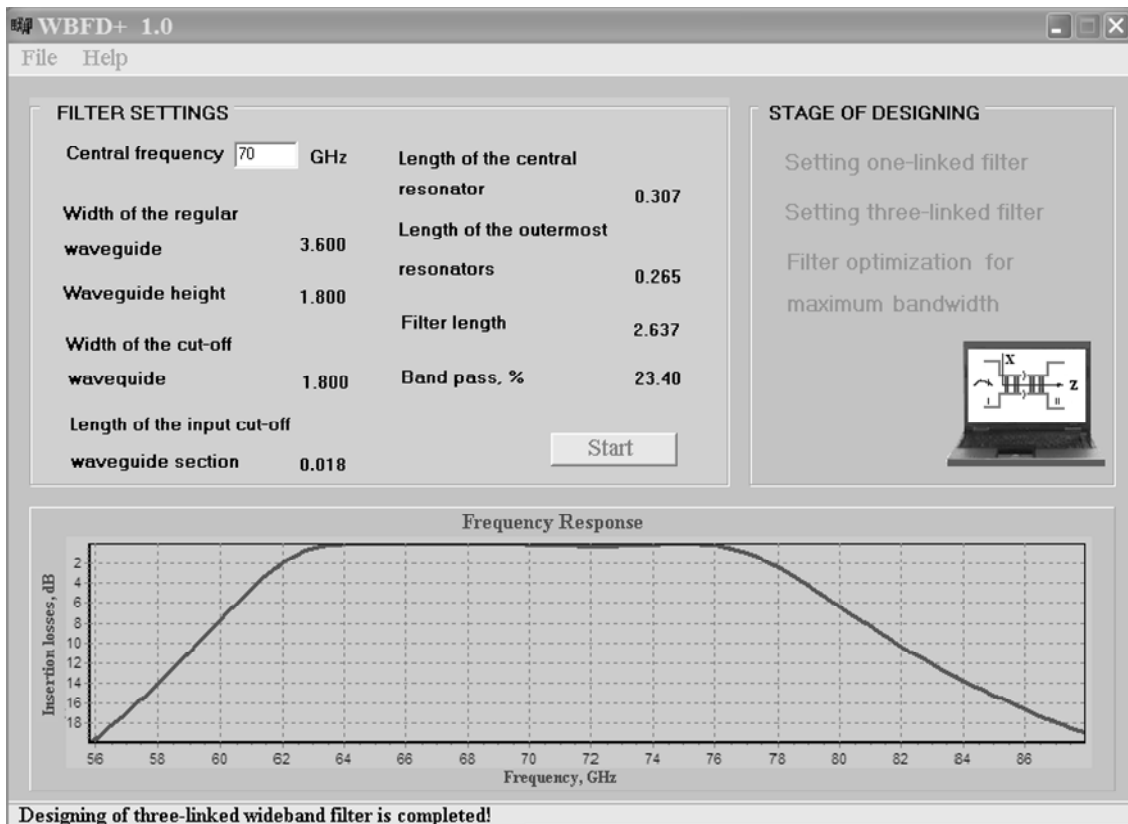 WBFD+ 1.0
File Help
FILTER SETTINGS
Central frequency 70 GHz
Width of the regular
waveguide 3.600
Waveguide height 1.800
Width of the cut-off
waveguide 1.800
Length of the input cut-off
waveguide section 0.018
Length of the central
resonator 0.307
Length of the outermost
resonators 0.265
Filter length 2.637
Band pass, % 23.40
Start
STAGE OF DESIGNING
Setting one-linked filter
Setting three-linked filter
Filter optimization for
maximum bandwidth
X
Z
I II
Frequency Response
Insertion losses, dB
2
4
6
8
10
12
14
16
18
56 58 60 62 64 66 68 70 72 74 76 78 80 82 84 86
Frequency, GHz
Designing of three-linked wideband filter is completed!